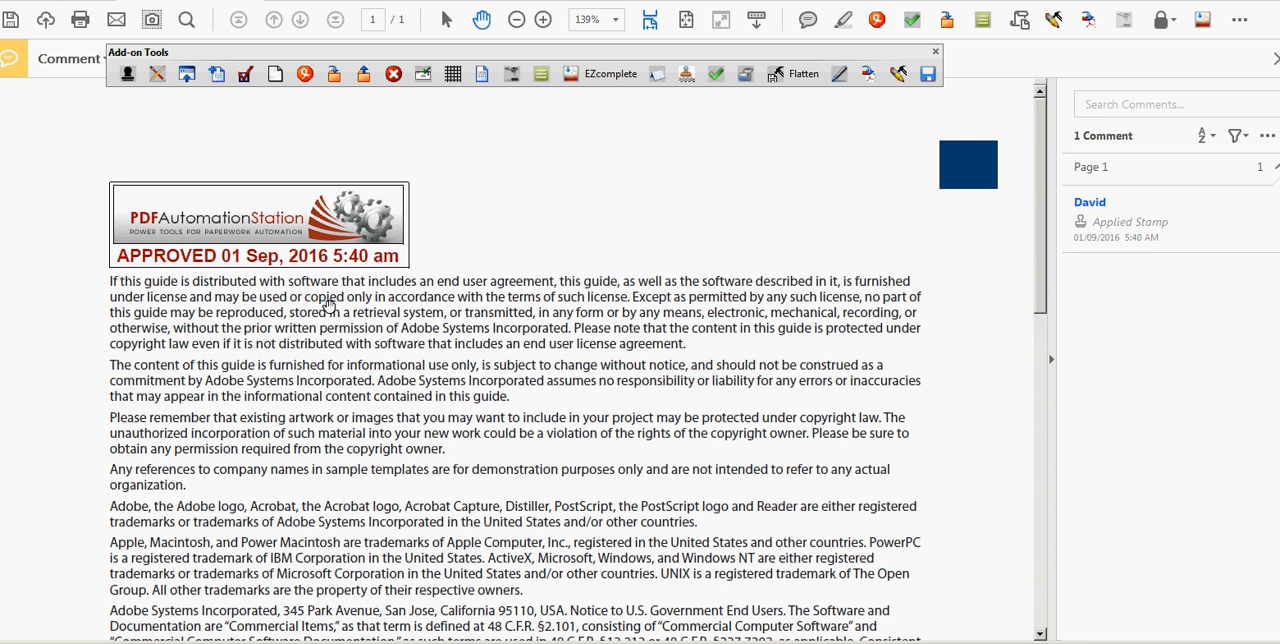 1 / 1
139%
Comment
Add-on Tools
EZcomplete
Flatten
Search Comments...
1 Comment
Page 1
1
David
Applied Stamp
01/09/2016 5:40 AM
PDFAutomationStation
POWER TOOLS FOR PAPERWORK AUTOMATION
APPROVED 01 Sep, 2016 5:40 am
If this guide is distributed with software that includes an end user agreement, this guide, as well as the software described in it, is furnished
under license and may be used or copied only in accordance with the terms of such license. Except as permitted by any such license, no part of
this guide may be reproduced, stored in a retrieval system, or transmitted, in any form or by any means, electronic, mechanical, recording, or
otherwise, without the prior written permission of Adobe Systems Incorporated. Please note that the content in this guide is protected under
copyright law even if it is not distributed with software that includes an end user license agreement.
The content of this guide is furnished for informational use only, is subject to change without notice, and should not be construed as a
commitment by Adobe Systems Incorporated. Adobe Systems Incorporated assumes no responsibility or liability for any errors or inaccuracies
that may appear in the informational content contained in this guide.
Please remember that existing artwork or images that you may want to include in your project may be protected under copyright law. The
unauthorized incorporation of such material into your new work could be a violation of the rights of the copyright owner. Please be sure to
obtain any permission required from the copyright owner.
Any references to company names in sample templates are for demonstration purposes only and are not intended to refer to any actual
organization.
Adobe, the Adobe logo, Acrobat, the Acrobat logo, Acrobat Capture, Distiller, PostScript, the PostScript logo and Reader are either registered
trademarks or trademarks of Adobe Systems Incorporated in the United States and/or other countries.
Apple, Macintosh, and Power Macintosh are trademarks of Apple Computer, Inc., registered in the United States and other countries. PowerPC
is a registered trademark of IBM Corporation in the United States. ActiveX, Microsoft, Windows, and Windows NT are either registered
trademarks or trademarks of Microsoft Corporation in the United States and/or other countries. UNIX is a registered trademark of The Open
Group. All other trademarks are the property of their respective owners.
Adobe Systems Incorporated, 345 Park Avenue, San Jose, California 95110, USA. Notice to U.S. Government End Users. The Software and
Documentation are “Commercial Items,” as that term is defined at 48 C.F.R. §2.101, consisting of “Commercial Computer Software” and